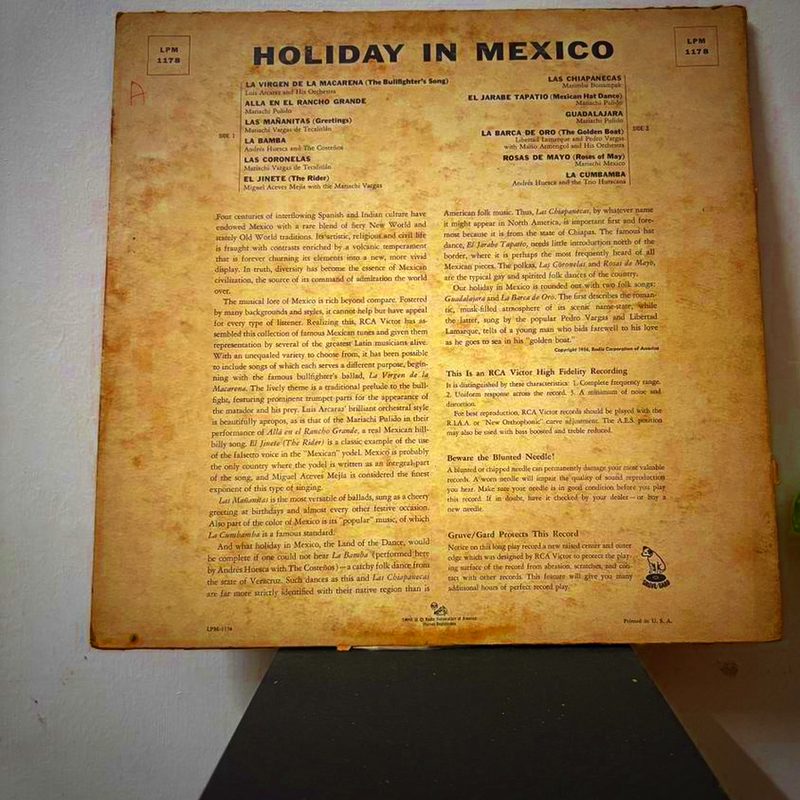 LPM
1178
HOLIDAY IN MEXICO
LPM
1178
A
SIDE 1
LA VIRGEN DE LA MACARENA (The Bullfighter's Song)
Luis Arcaraz and His Orchestra
ALLA EN EL RANCHO GRANDE
Mariachi Pulido
LAS MAÑANITAS (Greetings)
Mariachi Vargas de Tecalitlán
LA BAMBA
Andrés Huesca and The Costeños
LAS CORONELAS
Mariachi Vargas de Tecalitlán
EL JINETE (The Rider)
Miguel Aceves Mejía with the Mariachi Vargas
SIDE 2
LAS CHIAPANECAS
Marimba Bonampak
EL JARABE TAPATIO (Mexican Hat Dance)
Mariachi Pulido
GUADALAJARA
Mariachi Pulido
LA BARCA DE ORO (The Golden Boat)
Libertad Lamarque and Pedro Vargas
with Mario and His Orchestra
ROSAS DE MAYO (Roses of May)
Mariachi Mexico
LA CUMBAMBA
Andrés Huesca and the Trio Huracana
Four centuries of interflowing Spanish and Indian culture have
endowed Mexico with a rare blend of fiery New World and
stately Old World traditions. Its artistic, religious and civil life
is fraught with contrasts enriched by a volcanic temperament
that is forever churning its elements into a new, more vivid
display. In truth, diversity has become the essence of Mexican
civilization, the source of its command of admiration the world
over.
The musical lore of Mexico is rich beyond compare. Fostered
by many backgrounds and styles, it cannot help but have appeal
for every type of listener. Realizing this, RCA Victor has as-
sembled this collection of famous Mexican tunes and given them
representation by several of the greatest Latin musicians alive.
With an unequaled variety to choose from, it has been possible
to include songs of which each serves a different purpose, begin-
ning with the famous bullfighter's ballad, La Virgen de la
Macarena. The lively theme is a traditional prelude to the bull-
fight, featuring prominent trumpet parts for the appearance of
the matador and his prey. Luis Arcaraz' brilliant orchestral style
is beautifully apropos, as is that of the Mariachi Pulido in their
performance of Allá en el Rancho Grande, a real Mexican hill-
billy song. El Jinete (The Rider) is a classic example of the use
of the falsetto voice in the "Mexican" yodel. Mexico is probably
the only country where the yodel is written as an integral part
of the song, and Miguel Aceves Mejía is considered the finest
exponent of this type of singing.
Las Mañanitas is the most versatile of ballads, sung as a cheery
greeting at birthdays and almost every other festive occasion.
Also part of the color of Mexico is its "popular" music, of which
La Cumbamba is a famous standard.
And what holiday in Mexico, the Land of the Dance, would
be complete if one could not hear La Bamba (performed here
by Andrés Huesca with The Costeños)—a catchy folk dance from
the state of Veracruz. Such dances as this and Las Chiapanecas
are far more strictly identified with their native region than is
American folk music. Thus, Las Chiapanecas, by whatever name
it might appear in North America, is important first and fore-
most because it is from the state of Chiapas. The famous hat
dance, El Jarabe Tapatío, needs little introduction north of the
border, where it is perhaps the most frequently heard of all
Mexican pieces. The polkas, Las Coronelas and Rosas de Mayo,
are the typical gay and spirited folk dances of the country.
Our holiday in Mexico is rounded out with two folk songs:
Guadalajara and La Barca de Oro. The first describes the roman-
tic, music-filled atmosphere of its scenic name-state, while
the latter, sung by the popular Pedro Vargas and Libertad
Lamarque, tells of a young man who bids farewell to his love
as he goes to sea in his "golden boat."
Copyright 1956, Radio Corporation of America
This Is an RCA Victor High Fidelity Recording
It is distinguished by these characteristics: 1. Complete frequency range.
2. Uniform response across the record. 3. A minimum of noise and
distortion.
For best reproduction, RCA Victor records should be played with the
R.I.A.A. or "New Orthophonic" curve adjustment. The A.E.S. position
may also be used with bass boosted and treble reduced.
Beware the Blunted Needle!
A blunted or chipped needle can permanently damage your most valuable
records. A worn needle will impair the quality of sound reproduction
you hear. Make sure your needle is in good condition before you play
this record. If in doubt, have it checked by your dealer—or buy a
new needle.
Gruve/Gard Protects This Record
Notice on this long play record a new raised center and outer
edge which was designed by RCA Victor to protect the play-
ing surface of the record from abrasion, scratches, and con-
tact with other records. This feature will give you many
additional hours of perfect record play.
GRUVE/GARD
LPM-1178
TMKS ® © Radio Corporation of America
Marcas Registradas
Printed in U. S. A.